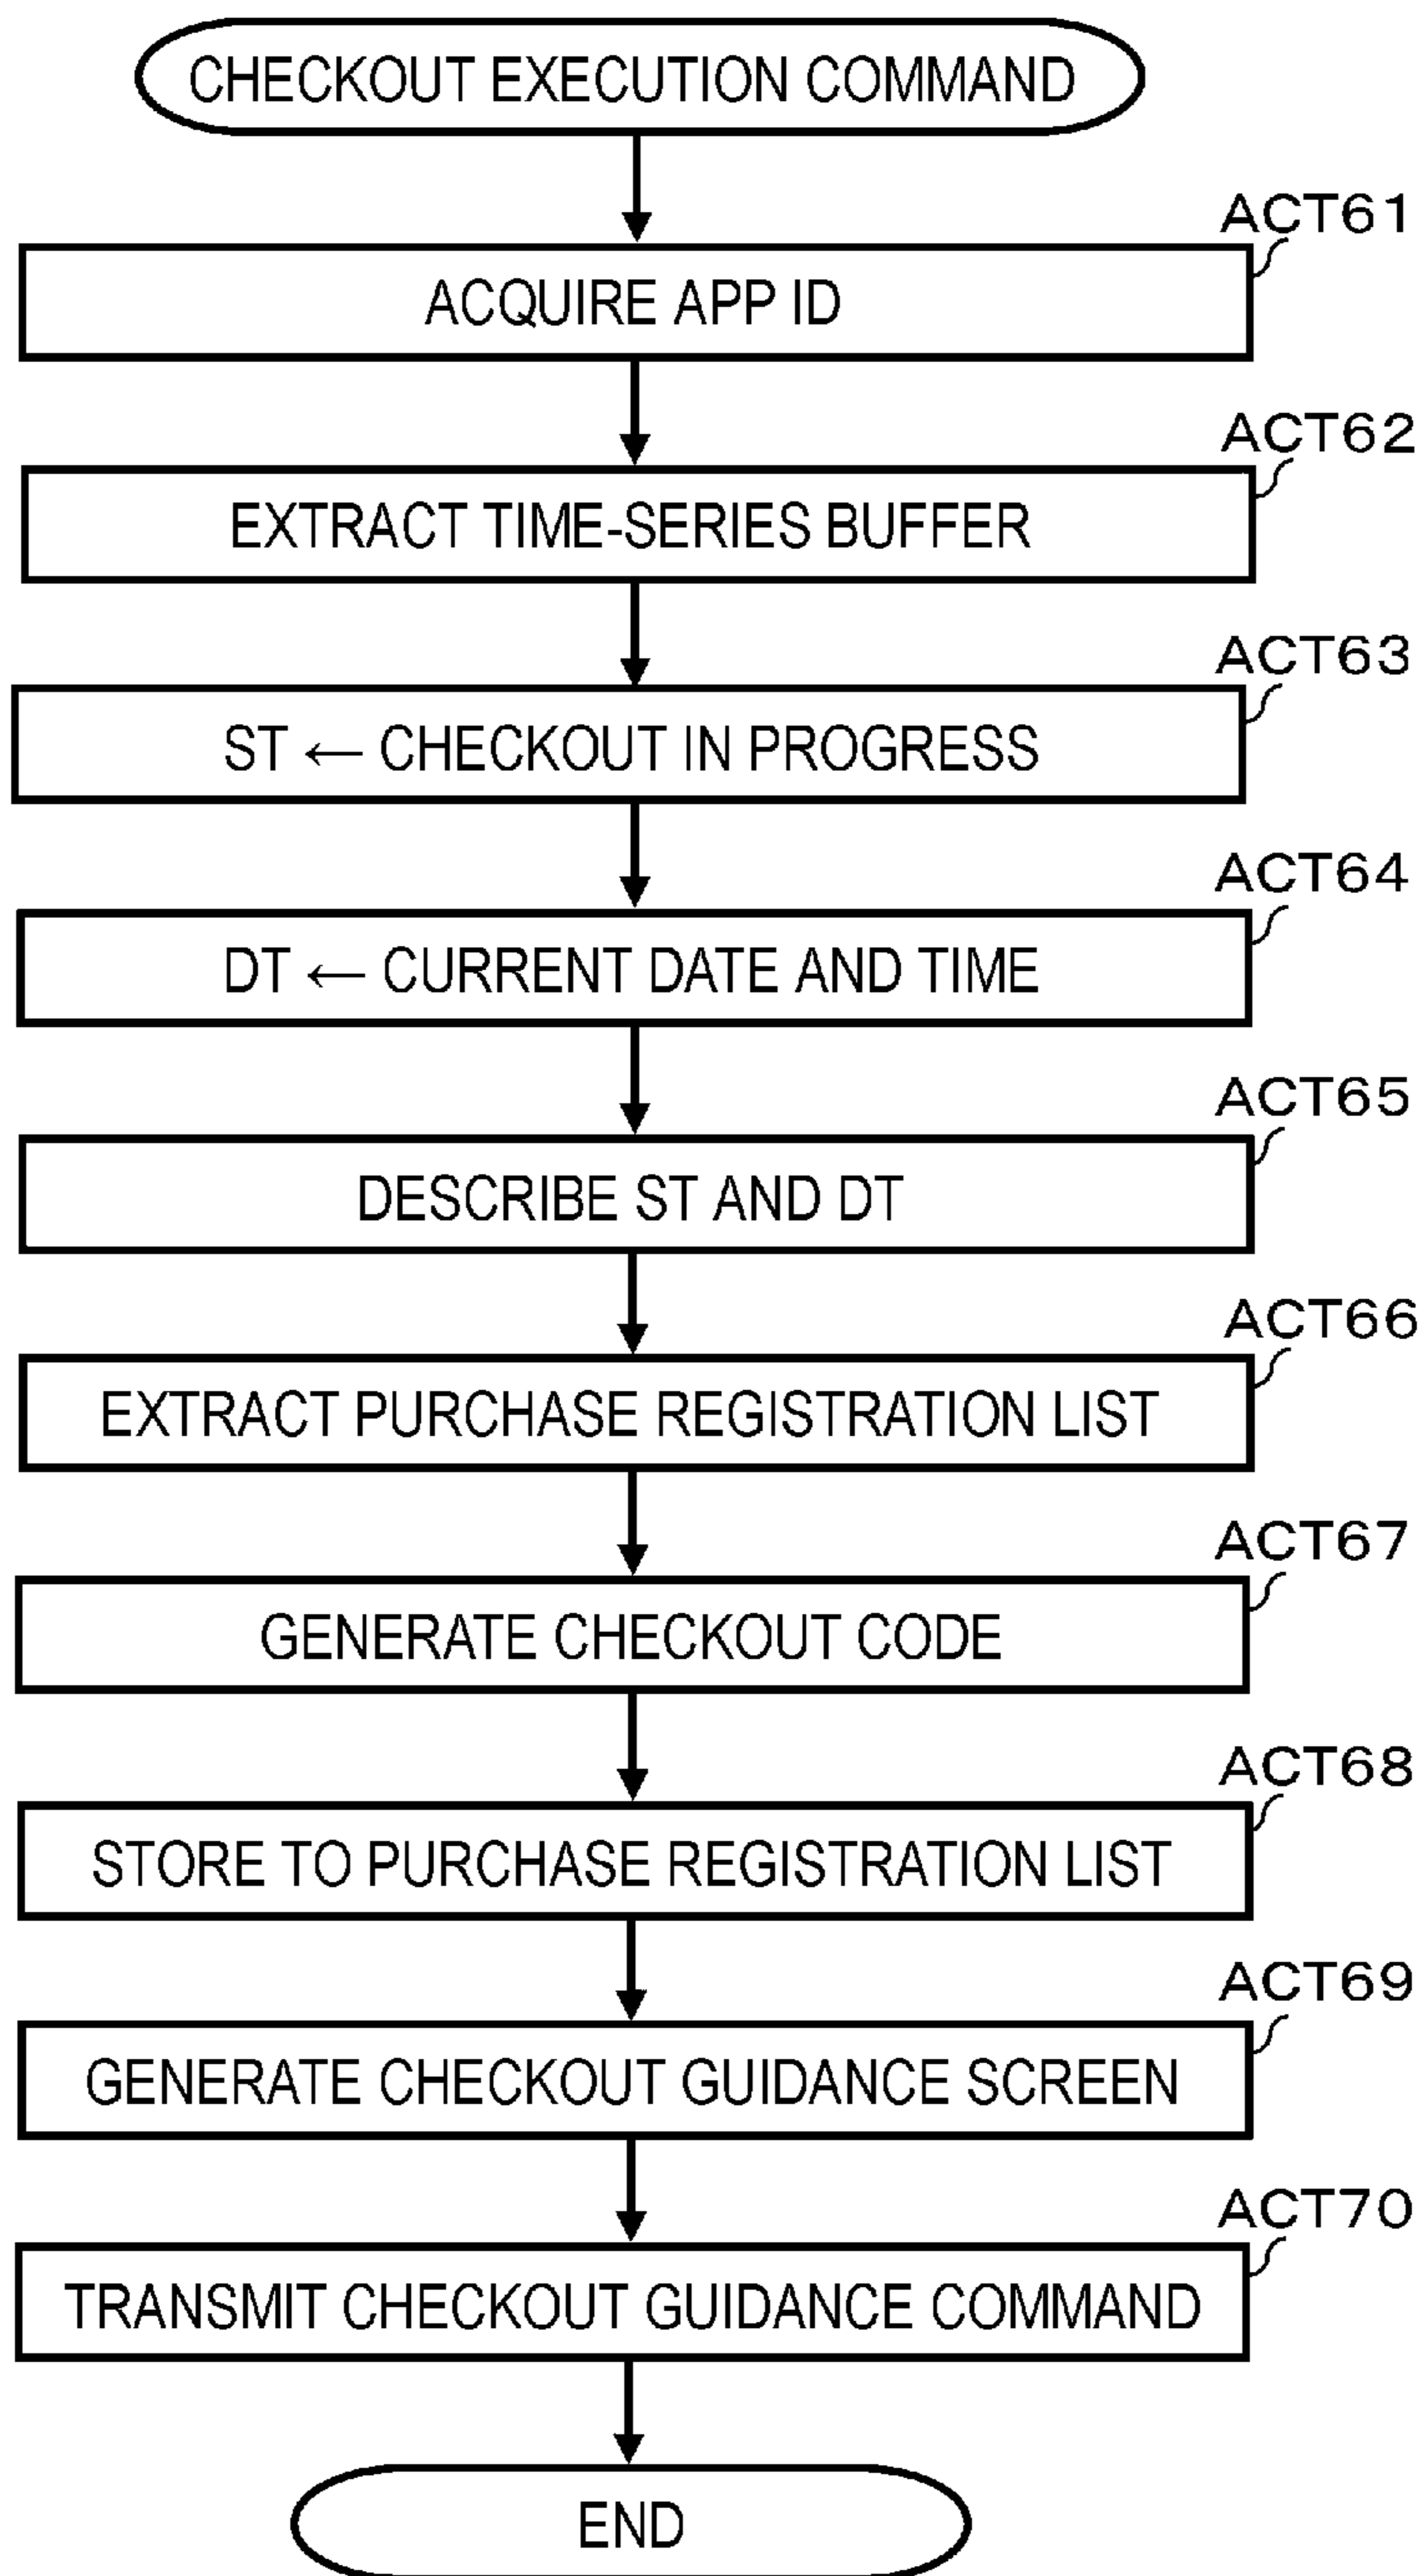 CHECKOUT EXECUTION COMMAND
ACT61
ACQUIRE APP ID
ACT62
EXTRACT TIME-SERIES BUFFER
ACT63
ST ← CHECKOUT IN PROGRESS
ACT64
DT ← CURRENT DATE AND TIME
ACT65
DESCRIBE ST AND DT
ACT66
EXTRACT PURCHASE REGISTRATION LIST
ACT67
GENERATE CHECKOUT CODE
ACT68
STORE TO PURCHASE REGISTRATION LIST
ACT69
GENERATE CHECKOUT GUIDANCE SCREEN
ACT70
TRANSMIT CHECKOUT GUIDANCE COMMAND
END